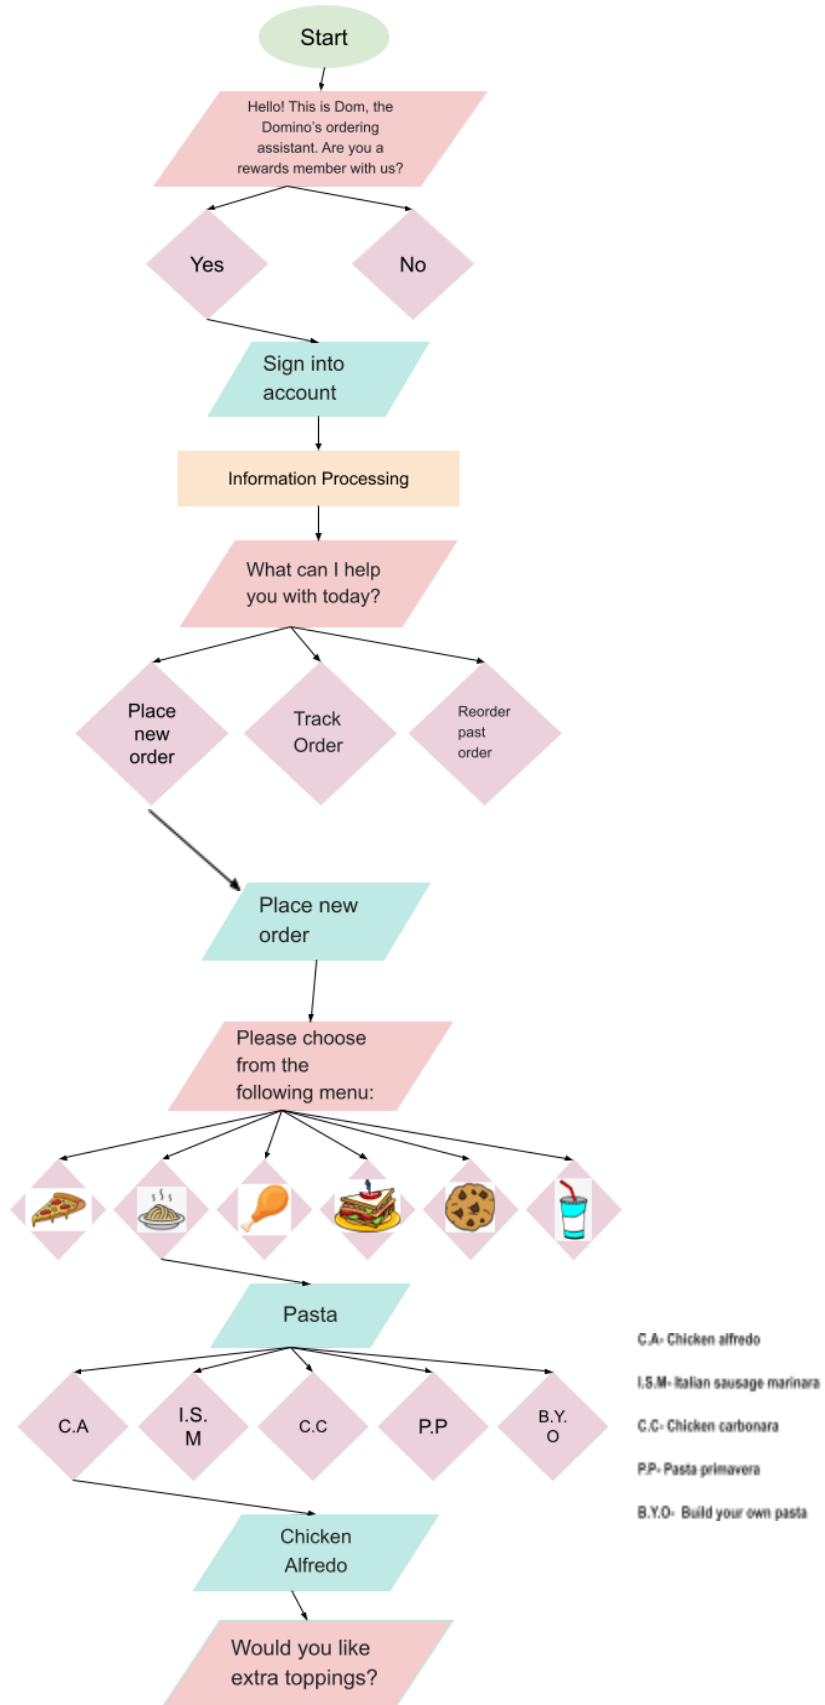 Start
Hello! This is Dom, the
Domino's ordering
assistant. Are you a
rewards member with us?
Yes
No
Sign into
account
Information Processing
What can I help
you with today?
Place
new
order
Track
Order
Reorder
past
order
Place new
order
Please choose
from the
following menu:
Pasta
C.A
I.S.
M
C.C
P.P
B.Y.
O
C.A- Chicken alfredo
I.S.M- Italian sausage marinara
C.C- Chicken carbonara
P.P- Pasta primavera
B.Y.O- Build your own pasta
Chicken
Alfredo
Would you like
extra toppings?